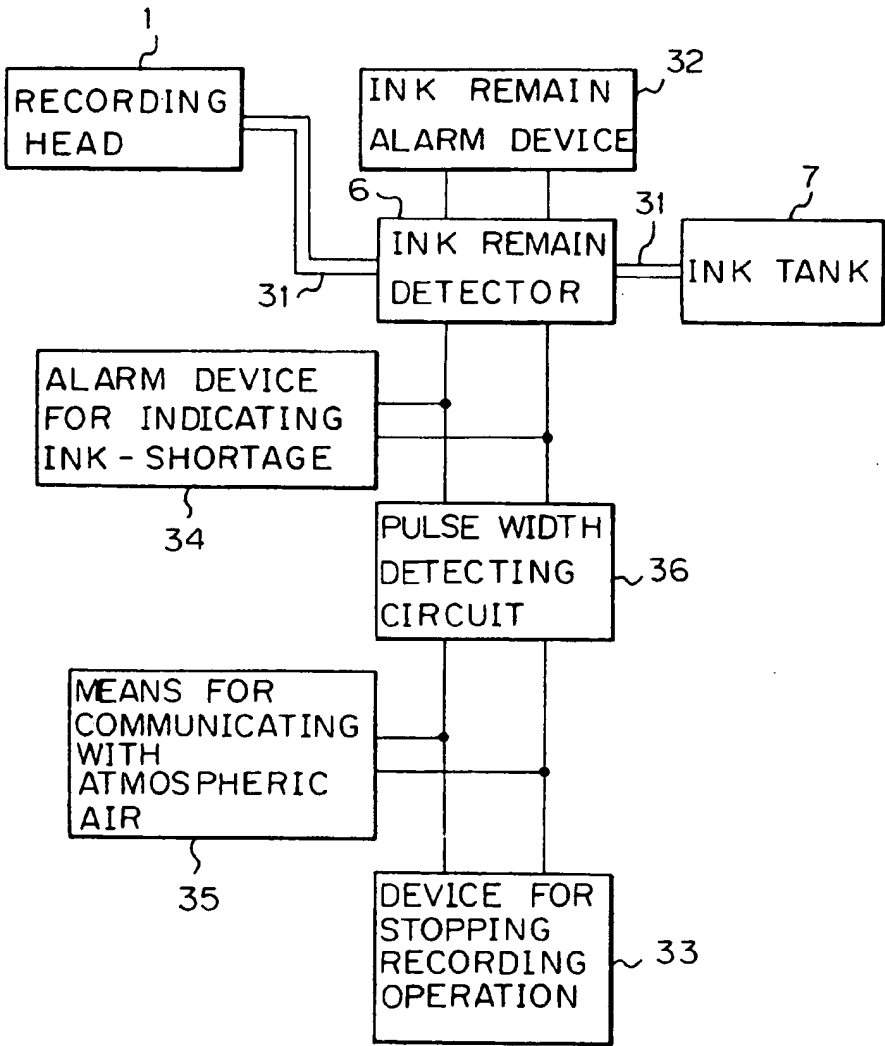 1
RECORDING
HEAD
INK REMAIN
ALARM DEVICE
32
6
INK REMAIN
DETECTOR
31
31
7
INK TANK
ALARM DEVICE
FOR INDICATING
INK-SHORTAGE
34
PULSE WIDTH
DETECTING
CIRCUIT
36
MEANS FOR
COMMUNICATING
WITH
ATMOSPHERIC
AIR
35
DEVICE FOR
STOPPING
RECORDING
OPERATION
33